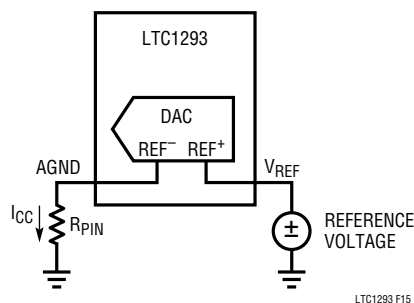 LTC1293
DAC
REF– REF+
AGND
VREF
ICC
RPIN
±
REFERENCE
VOLTAGE
LTC1293 F15